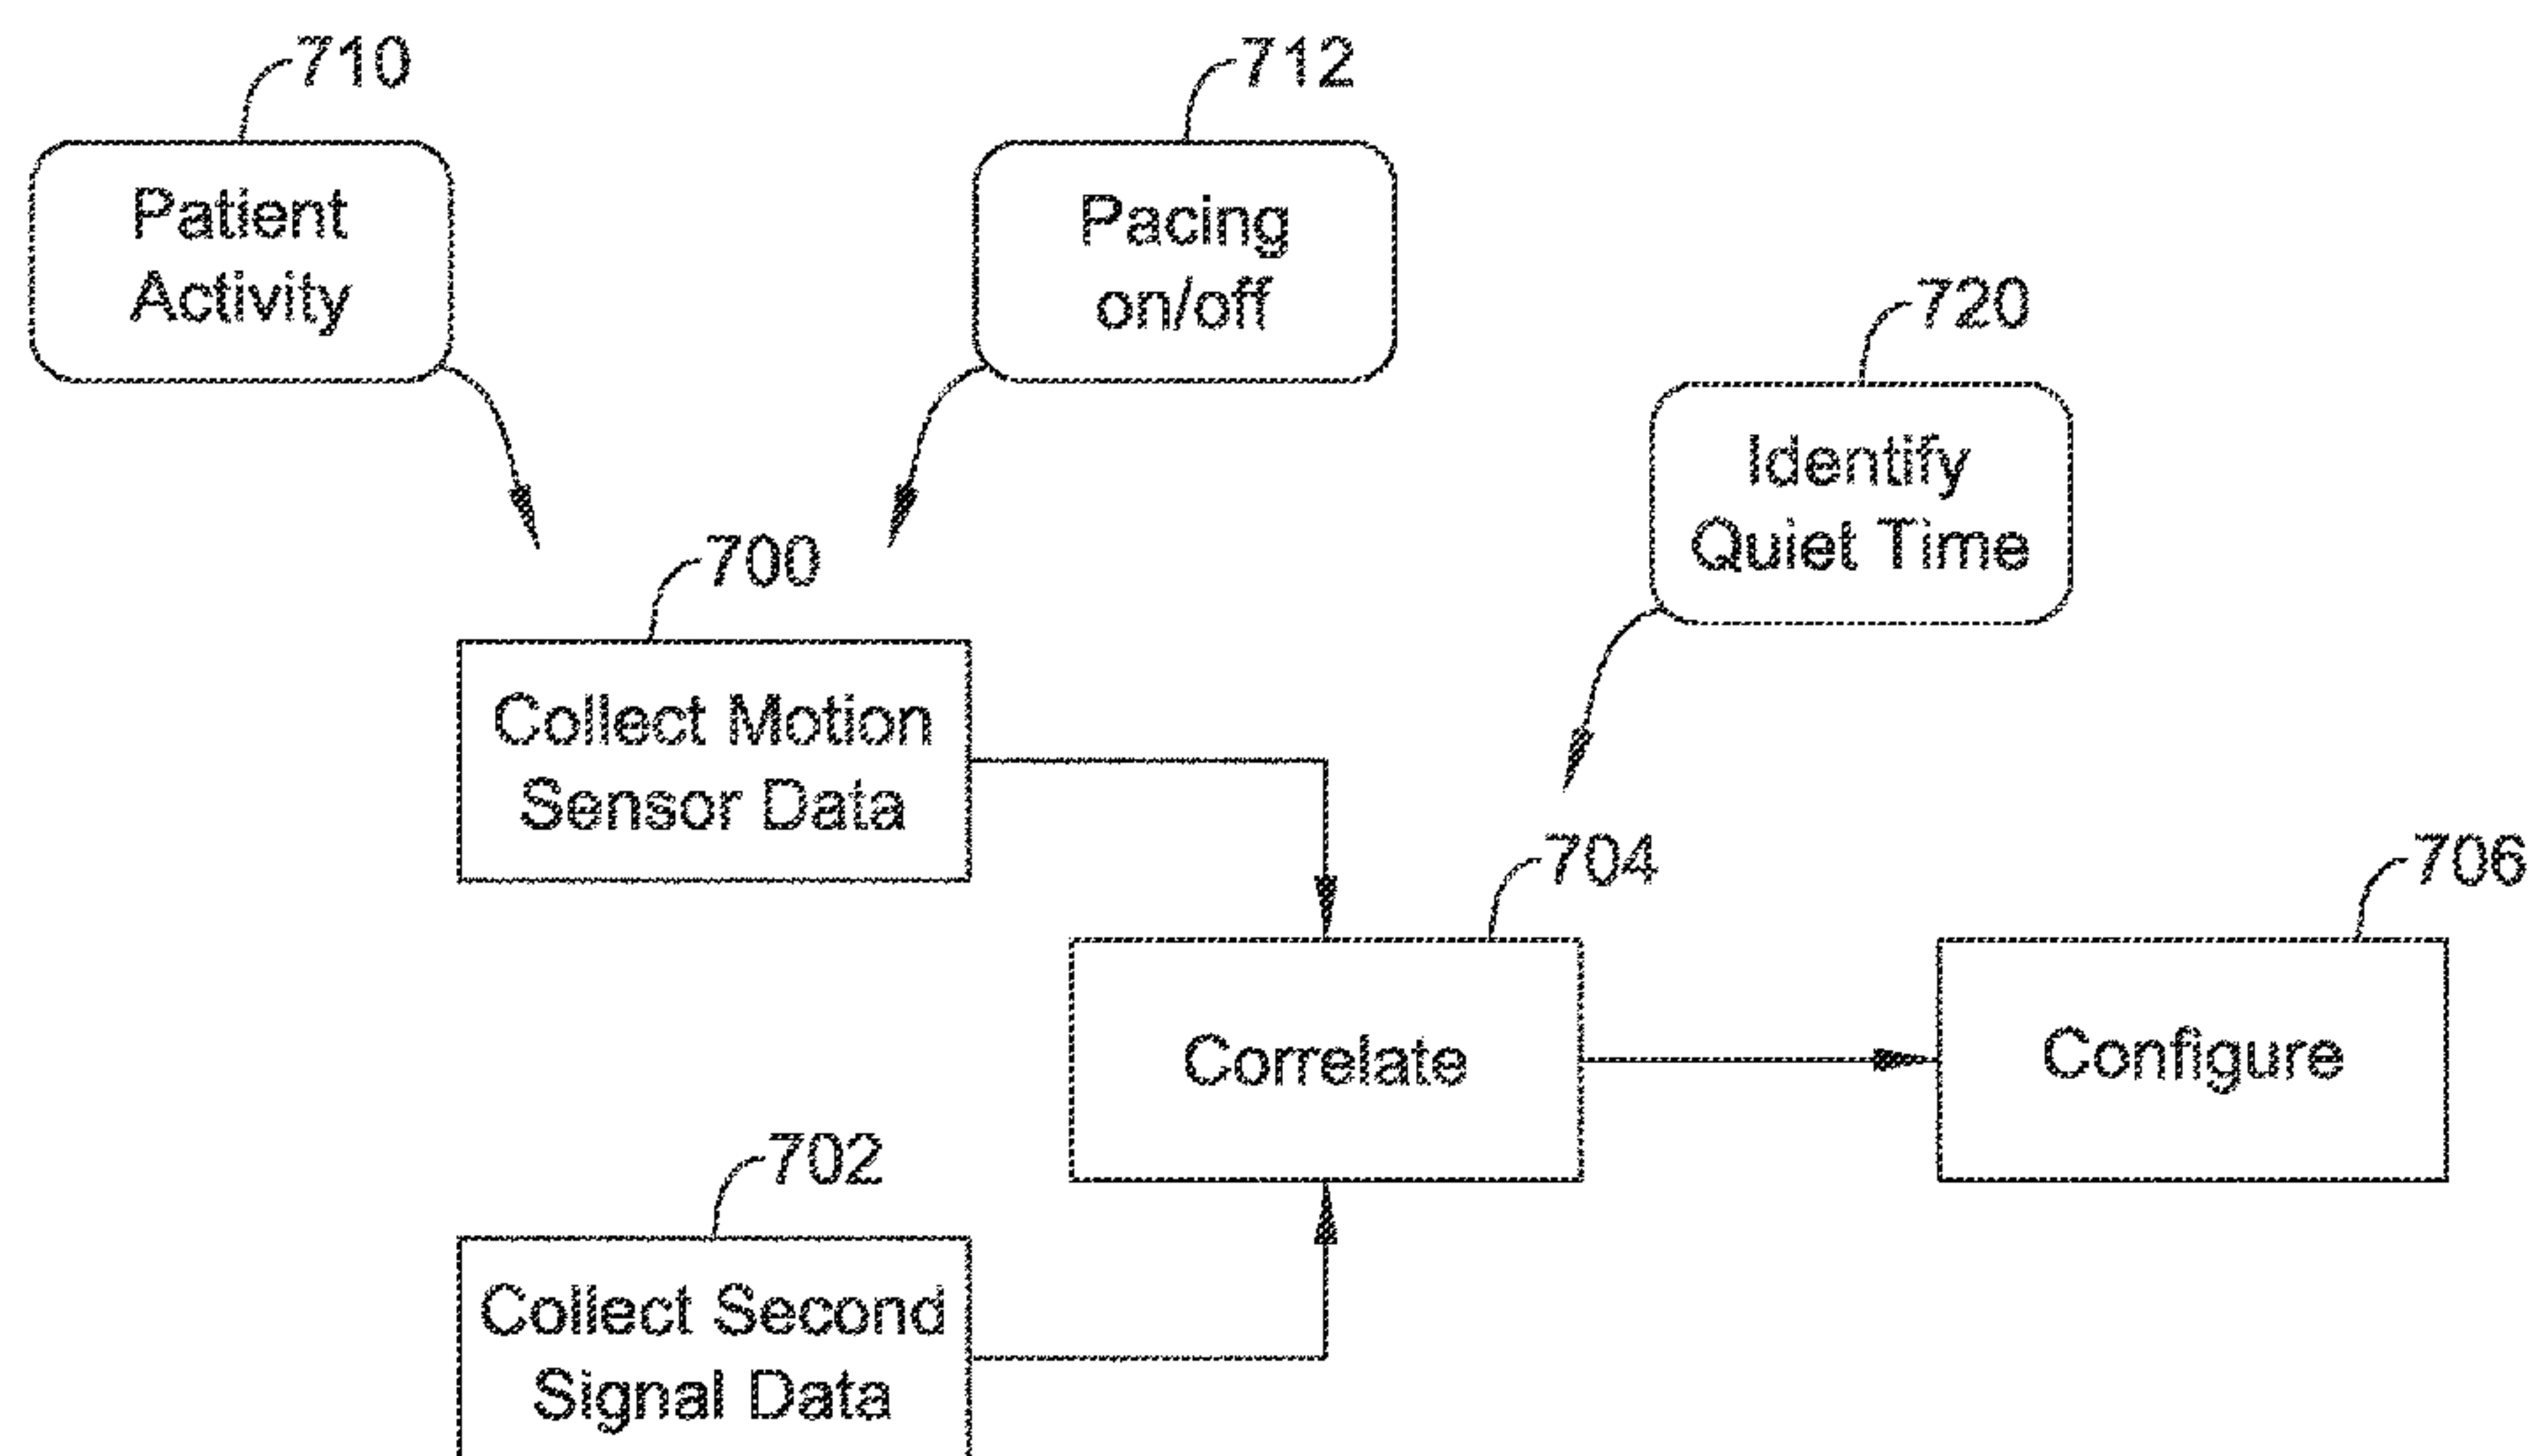 710
712
Patient
Activity
Pacing
on/off
720
Identify
Quiet Time
700
Collect Motion
Sensor Data
704
706
Correlate
Configure
702
Collect Second
Signal Data